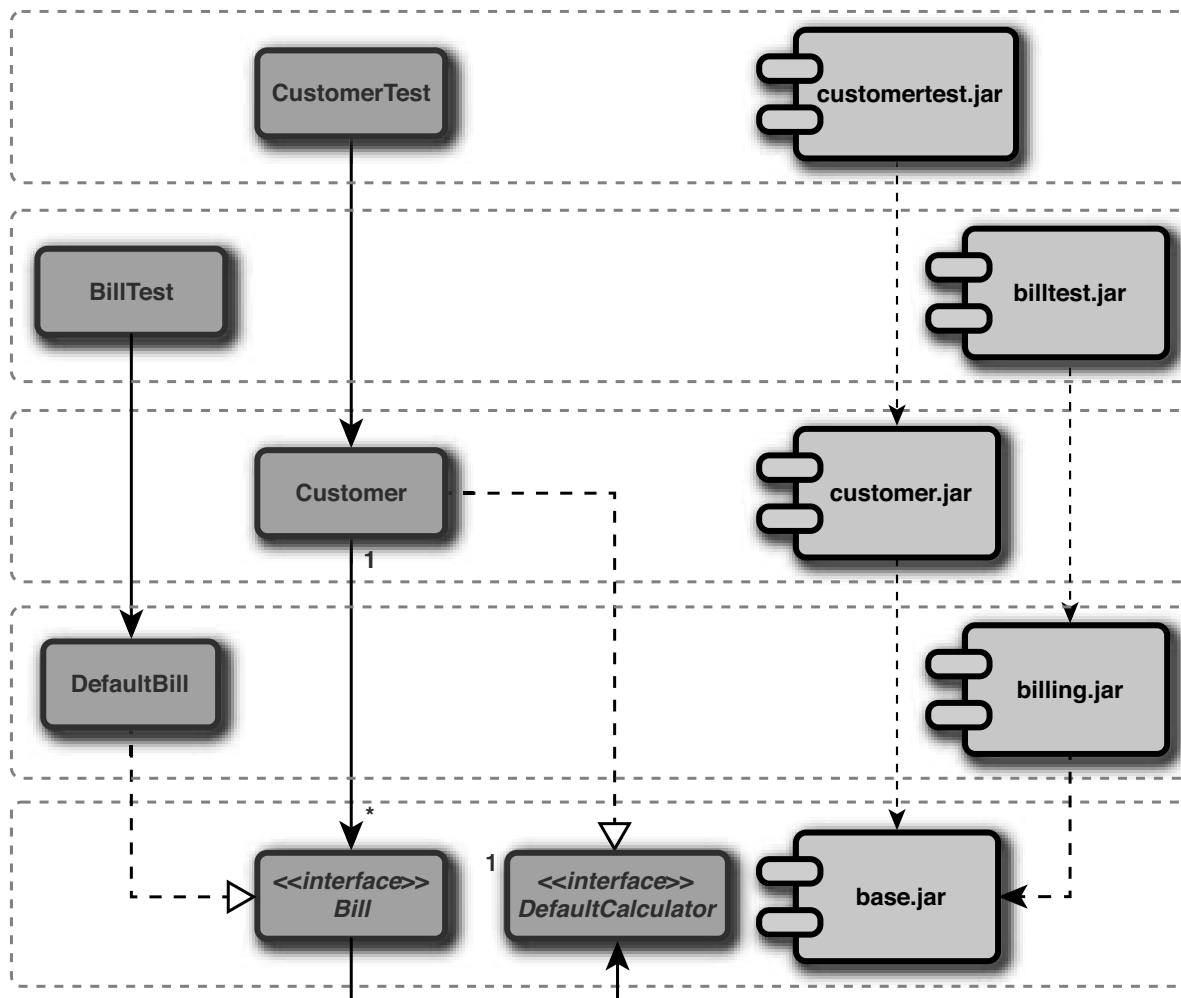 CustomerTest
customertest.jar
BillTest
billtest.jar
Customer
customer.jar
1
DefaultBill
billing.jar
*
1
<<interface>>
Bill
<<interface>>
DefaultCalculator
base.jar